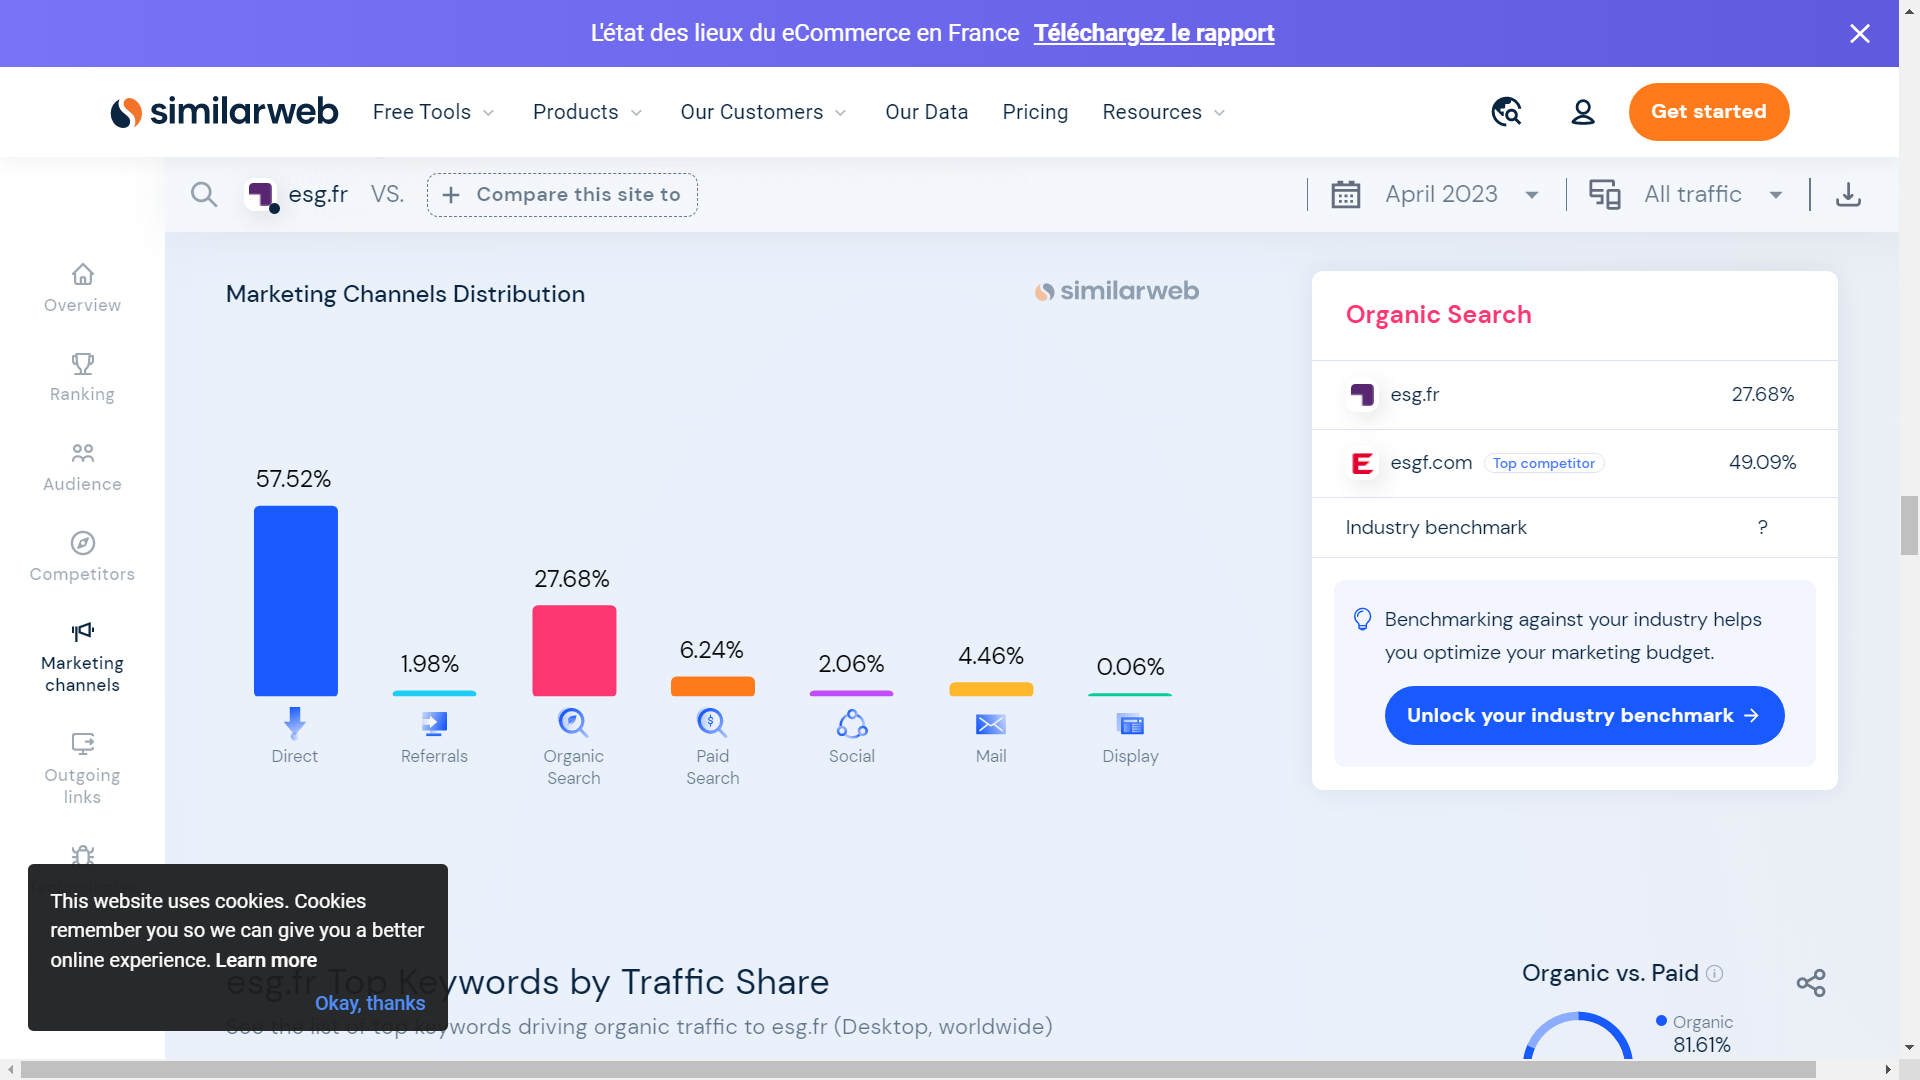 L'état des lieux du eCommerce en France Téléchargez le rapport
similarweb Free Tools Products Our Customers Our Data Pricing Resources Get started
esg.fr VS. + Compare this site to April 2023 All traffic
Overview
Ranking
Audience
Competitors
Marketing
channels
Outgoing
links
Marketing Channels Distribution
similarweb
57.52%
1.98%
27.68%
6.24%
2.06%
4.46%
0.06%
Direct
Referrals
Organic
Search
Paid
Search
Social
Mail
Display
Organic Search
esg.fr 27.68%
esgf.com Top competitor 49.09%
Industry benchmark ?
Benchmarking against your industry helps
you optimize your marketing budget.
Unlock your industry benchmark →
This website uses cookies. Cookies
remember you so we can give you a better
online experience. Learn more
Okay, thanks
esg.fr Top Keywords by Traffic Share
See the list of top keywords driving organic traffic to esg.fr (Desktop, worldwide)
Organic vs. Paid
Organic
81.61%